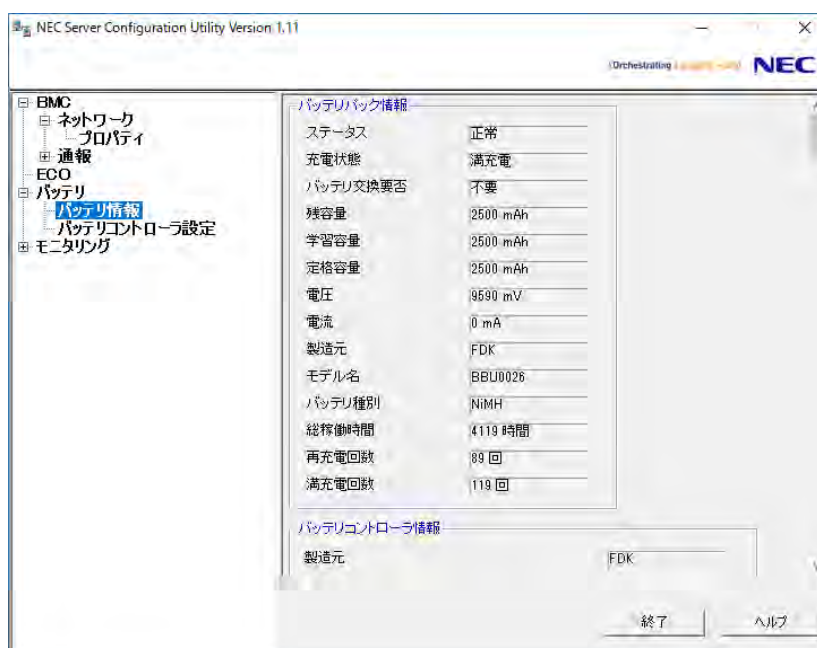 NEC Server Configuration Utility Version 1.11
Orchestrating
NEC
BMC
ネットワーク
プロパティ
通報
ECO
バッテリ
バッテリ情報
バッテリコントローラ設定
モニタリング
バッテリパック情報
ステータス 正常
充電状態 満充電
バッテリ交換要否 不要
残容量 2500 mAh
学習容量 2500 mAh
定格容量 2500 mAh
電圧 9590 mV
電流 0 mA
製造元 FDK
モデル名 BBU0026
バッテリ種別 NiMH
総稼働時間 4119 時間
再充電回数 89 回
満充電回数 119 回
バッテリコントローラ情報
製造元 FDK
終了 ヘルプ